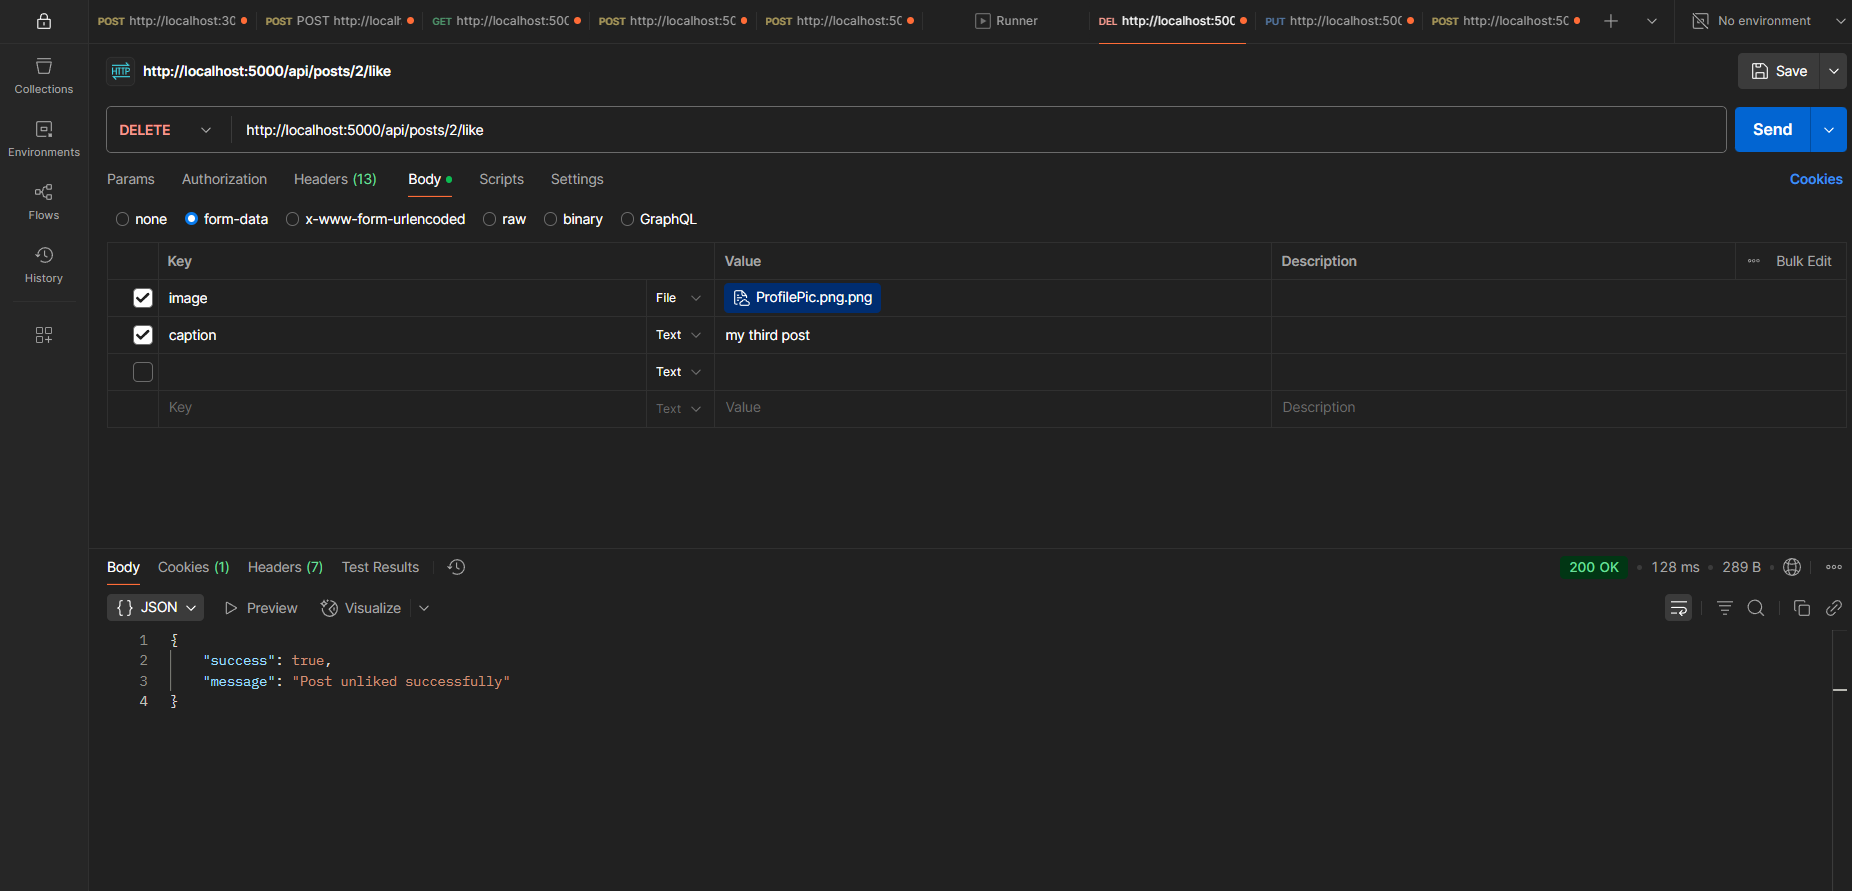 POST http://localhost:30 POST POST http://localh GET http://localhost:500 POST http://localhost:50 POST http://localhost:50 Runner DEL http://localhost:500 PUT http://localhost:500 POST http://localhost:50 No environment
HTTP http://localhost:5000/api/posts/2/like Save
Collections
Environments
Flows
History
DELETE http://localhost:5000/api/posts/2/like Send
Params Authorization Headers (13) Body Scripts Settings Cookies
none form-data x-www-form-urlencoded raw binary GraphQL
Key Value Description Bulk Edit
image File ProfilePic.png.png
caption Text my third post
Text
Key Text Value Description
Body Cookies (1) Headers (7) Test Results 200 OK • 128 ms • 289 B
{} JSON Preview Visualize
1 {
2 "success": true,
3 "message": "Post unliked successfully"
4 }